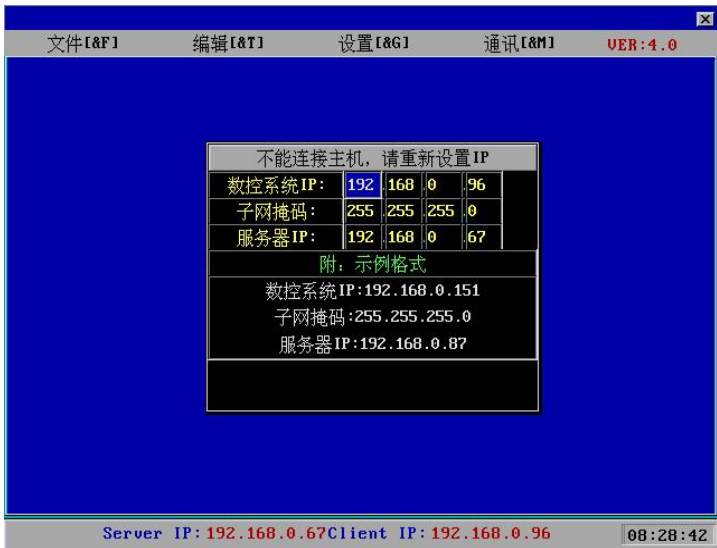 文件[&F] 编辑[&T] 设置[&G] 通讯[&M] VER:4.0
不能连接主机，请重新设置IP
数控系统IP: 192.168.0.96
子网掩码: 255.255.255.0
服务器IP: 192.168.0.67
附：示例格式
数控系统IP:192.168.0.151
子网掩码:255.255.255.0
服务器IP:192.168.0.87
Server IP:192.168.0.67Client IP:192.168.0.96 08:28:42